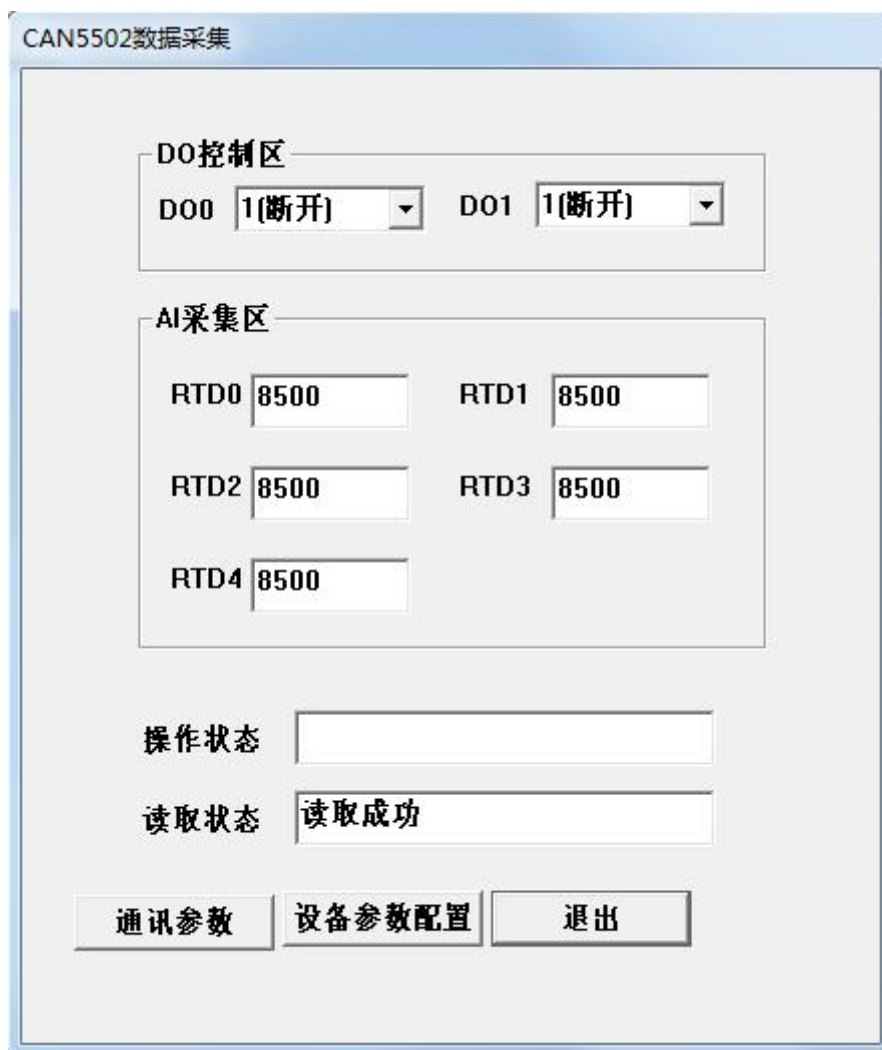 CAN5502数据采集
DO控制区
DO0 1(断开) DO1 1(断开)
AI采集区
RTD0 8500 RTD1 8500
RTD2 8500 RTD3 8500
RTD4 8500
操作状态
读取状态 读取成功
通讯参数 设备参数配置 退出